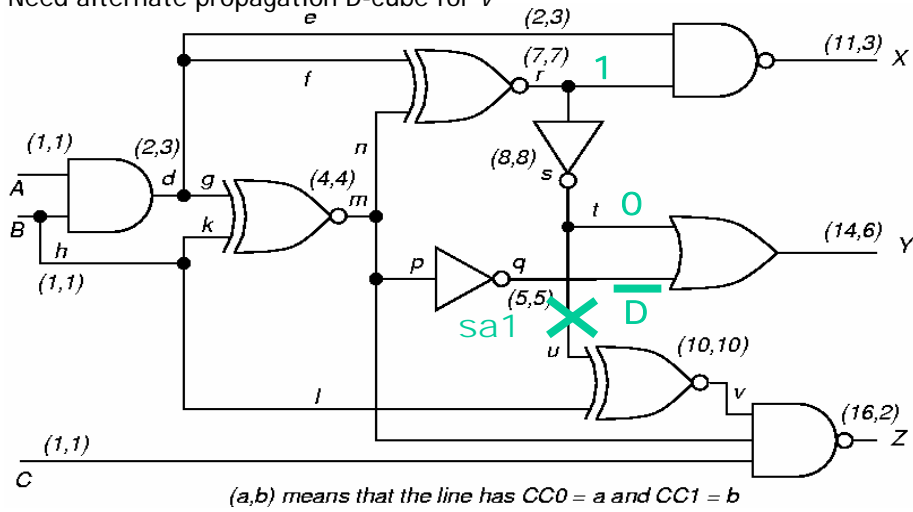 Need alternate propagation D-cube for v
e (2,3)
(11,3) X
(7,7)
f r 1
(1,1) (2,3)
n (8,8)
A d g (4,4) m s
B k t 0
h (14,6) Y
(1,1) p q
(5,5) D
sa1
u (10,10)
l v
(16,2)
(1,1) Z
C
(a,b) means that the line has CC0 = a and CC1 = b